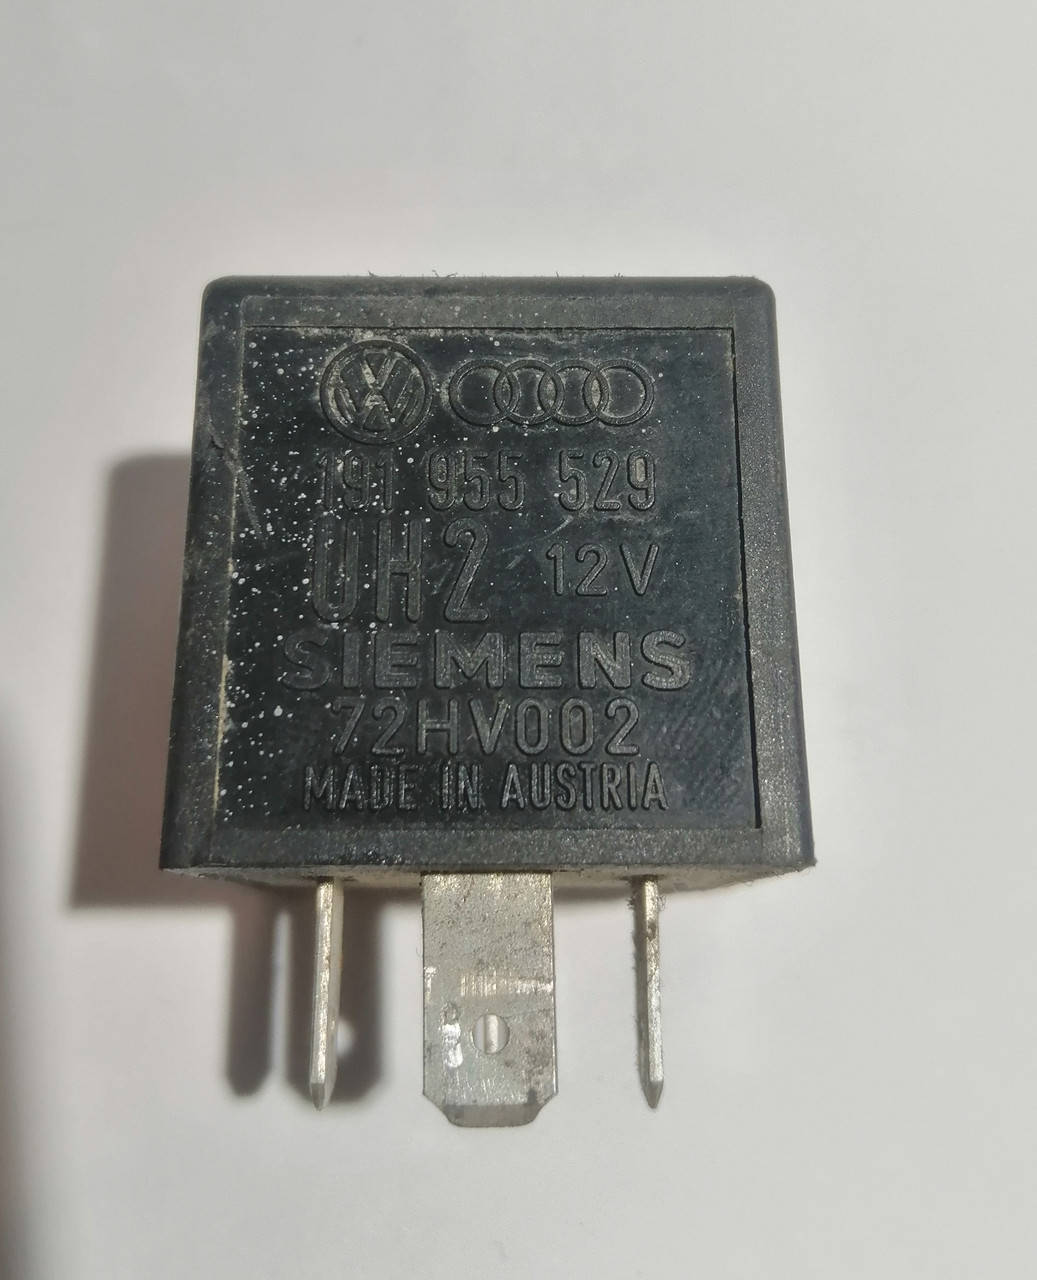 191 955 529
UH2 12V
SIEMENS
72HV002
MADE IN AUSTRIA